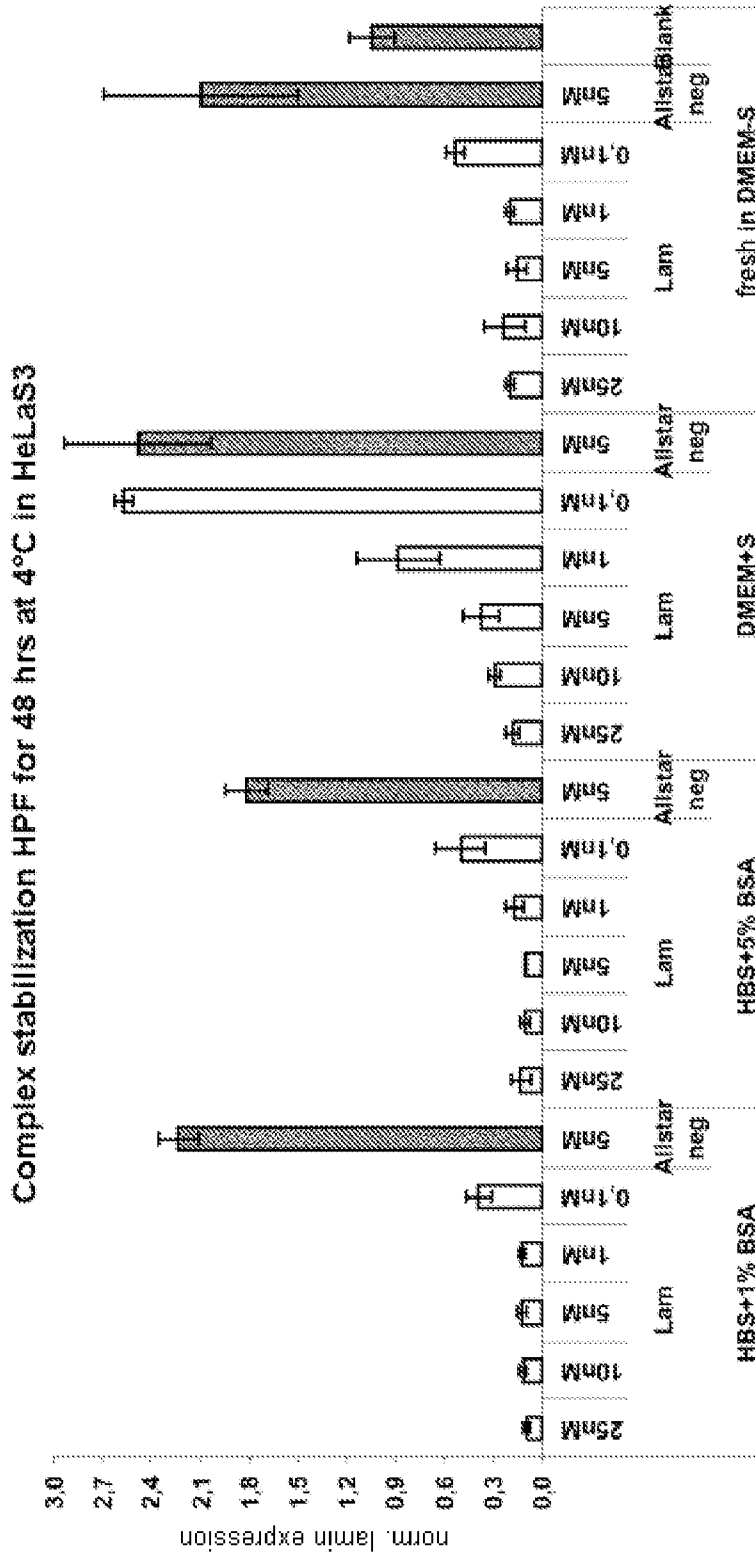 Complex stabilization HPF for 48 hrs at 4°C in HeLaS3
norm. lamin expression
3,0
2,7
2,4
2,1
1,8
1,5
1,2
0,9
0,6
0,3
0,0
25nM 10nM 5nM 1nM 0,1nM 5nM 25nM 10nM 5nM 1nM 0,1nM 5nM 25nM 10nM 5nM 1nM 0,1nM 5nM 25nM 10nM 5nM 1nM 0,1nM 5nM
Lam Allstar neg Lam Allstar neg Lam Allstar neg Lam Allstar neg Blank
HBS+1% BSA HBS+5% BSA DMEM+S fresh in DMEM-S